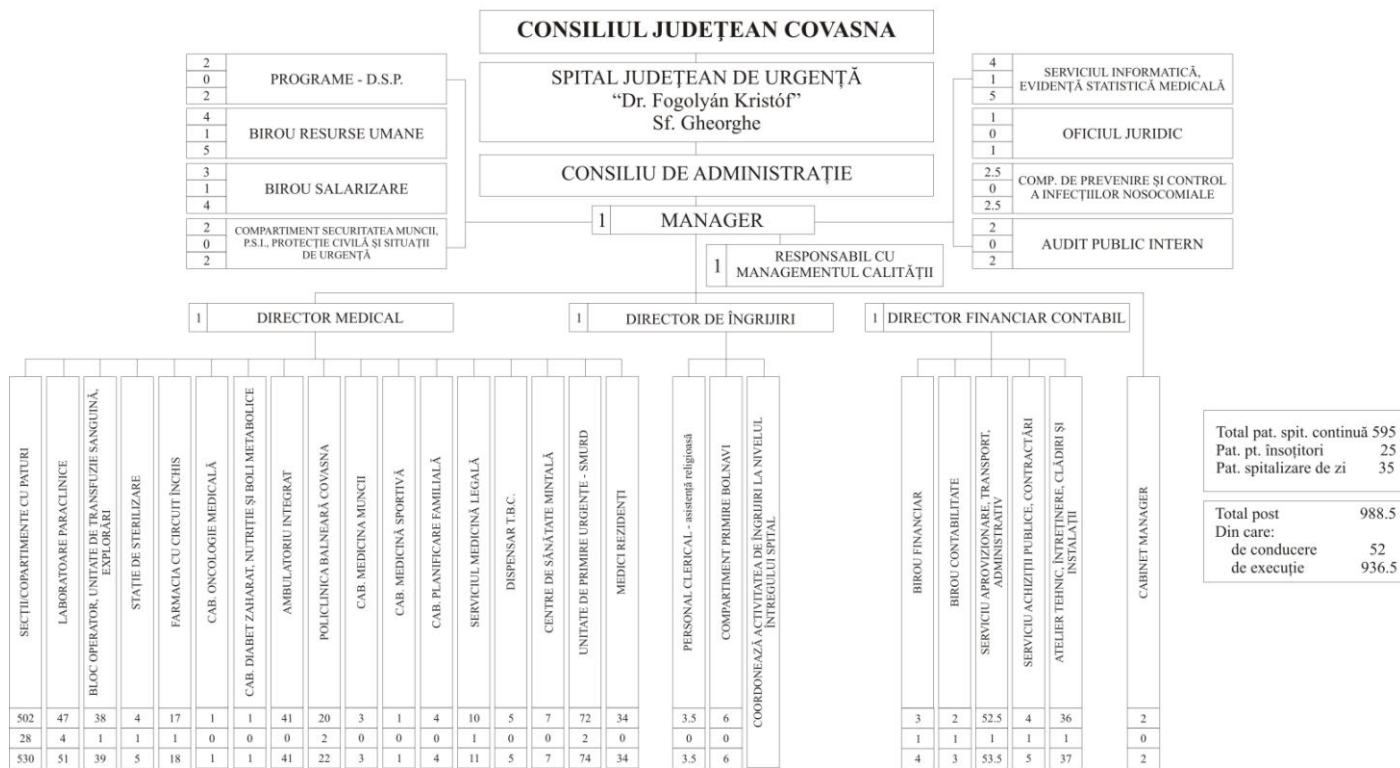 CONSILIUL JUDEŢEAN COVASNA
SPITAL JUDEȚEAN DE URGENȚĂ
“Dr. Fogolyán Kristóf”
Sf. Gheorghe
CONSILIU DE ADMINISTRAȚIE
1 MANAGER
1 RESPONSABIL CU
MANAGEMENTUL CALITĂȚII
2
0
2
PROGRAME - D.S.P.
4
1
5
BIROU RESURSE UMANE
3
1
4
BIROU SALARIZARE
2
0
2
COMPARTIMENT SECURITATEA MUNCII,
P.S.I., PROTECȚIE CIVILĂ ȘI SITUAȚII
DE URGENȚĂ
4
1
5
SERVICIUL INFORMATICĂ,
EVIDENȚĂ STATISTICĂ MEDICALĂ
1
0
1
OFICIUL JURIDIC
2.5
0
2.5
COMP. DE PREVENIRE ȘI CONTROL
A INFECȚIILOR NOSOCOMIALE
2
0
2
AUDIT PUBLIC INTERN
1 DIRECTOR MEDICAL
1 DIRECTOR DE ÎNGRIJIRI
1 DIRECTOR FINANCIAR CONTABIL
SECȚII/COPARTIMENTE CU PATURI
LABORATOARE PARACLINICE
BLOC OPERATOR, UNITATE DE TRANSFUZIE SANGUINĂ,
EXPLORĂRI
STAȚIE DE STERILIZARE
FARMACIA CU CIRCUIT ÎNCHIS
CAB. ONCOLOGIE MEDICALĂ
CAB. DIABET ZAHARAT, NUTRIȚIE ȘI BOLI METABOLICE
AMBULATORIU INTEGRAT
POLICLINICA BALNEARĂ COVASNA
CAB. MEDICINA MUNCII
CAB. MEDICINĂ SPORTIVĂ
CAB. PLANIFICARE FAMILIALĂ
SERVICIUL MEDICINĂ LEGALĂ
DISPENSAR T.B.C.
CENTRE DE SĂNĂTATE MINTALĂ
UNITATE DE PRIMIRE URGENȚE - SMURD
MEDICI REZIDENȚI
PERSONAL CLERICAL - asistență religioasă
COMPARTIMENT PRIMIRE BOLNAVI
COORDONEAZĂ ACTIVITATEA DE ÎNGRIJIRI LA NIVELUL
ÎNTREGULUI SPITAL
BIROU FINANCIAR
BIROU CONTABILITATE
SERVICIU APROVIZIONARE, TRANSPORT,
ADMINISTRATIV
SERVICIU ACHIZIȚII PUBLICE, CONTRACTĂRI
ATELIER TEHNIC, ÎNTREȚINERE, CLĂDIRI ȘI
INSTALAȚII
CABINET MANAGER
502 47 38 4 17 1 1 41 20 3 1 4 10 5 7 72 34 3.5 6 3 2 52.5 4 36 2
28 4 1 1 1 0 0 0 2 0 0 0 1 0 0 2 0 0 0 1 1 1 1 1 0
530 51 39 5 18 1 1 41 22 3 1 4 11 5 7 74 34 3.5 6 4 3 53.5 5 37 2
Total pat. spit. continuă 595
Pat. pt. însoțitori 25
Pat. spitalizare de zi 35
Total post 988.5
Din care:
de conducere 52
de execuție 936.5